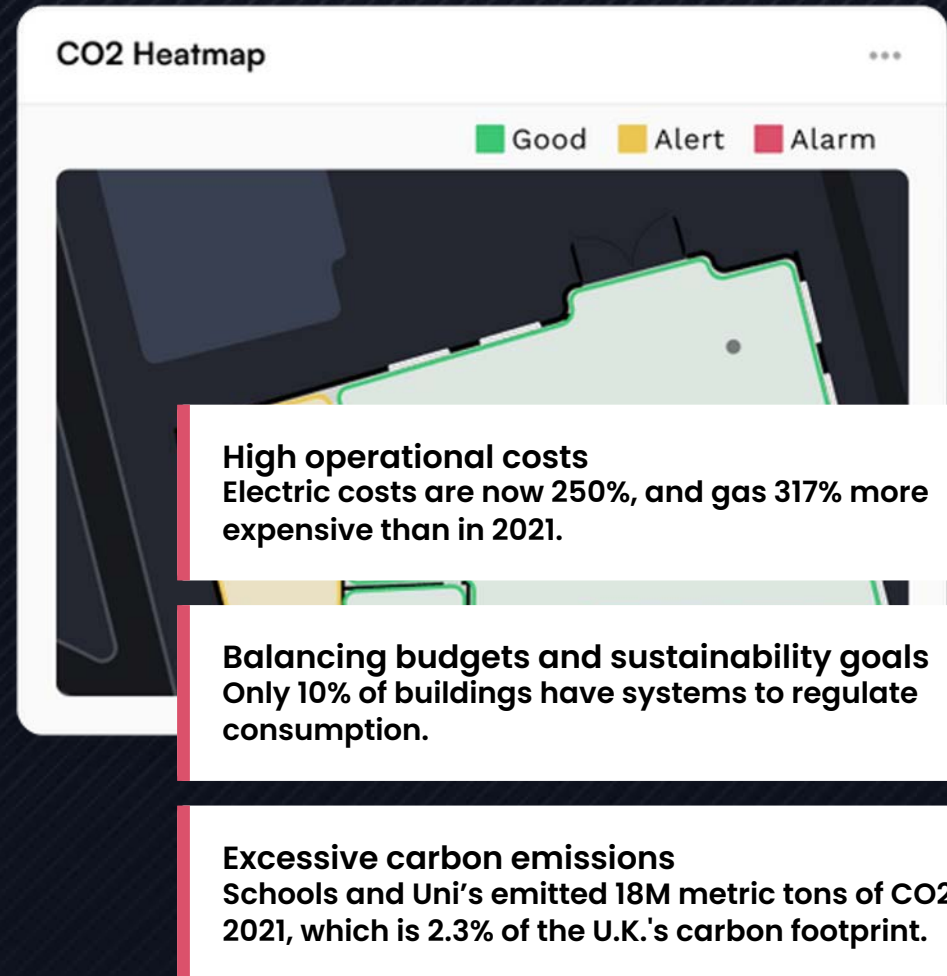 CO2 Heatmap
Good Alert Alarm
High operational costs
Electric costs are now 250%, and gas 317% more
expensive than in 2021.
Balancing budgets and sustainability goals
Only 10% of buildings have systems to regulate
consumption.
Excessive carbon emissions
Schools and Uni’s emitted 18M metric tons of CO2
2021, which is 2.3% of the U.K.'s carbon footprint.